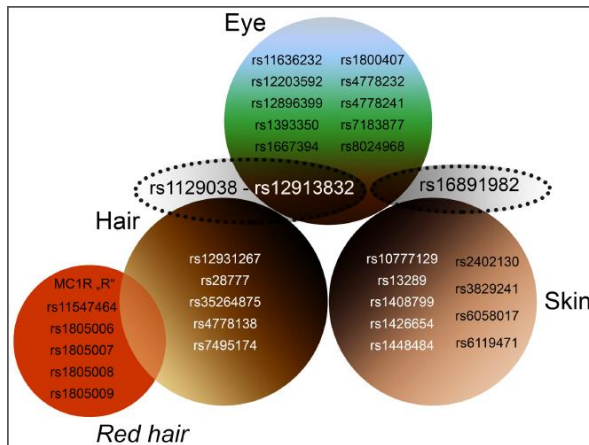 Eye
rs11636232 rs1800407
rs12203592 rs4778232
rs12896399 rs4778241
rs1393350 rs7183877
rs1667394 rs8024968
rs1129038 - rs12913832
rs16891982
Hair
rs12931267
rs28777
rs35264875
rs4778138
rs7495174
MC1R „R“
rs11547464
rs1805006
rs1805007
rs1805008
rs1805009
Red hair
rs10777129
rs13289
rs1408799
rs1426654
rs1448484
rs2402130
rs3829241
rs6058017
rs6119471
Skin